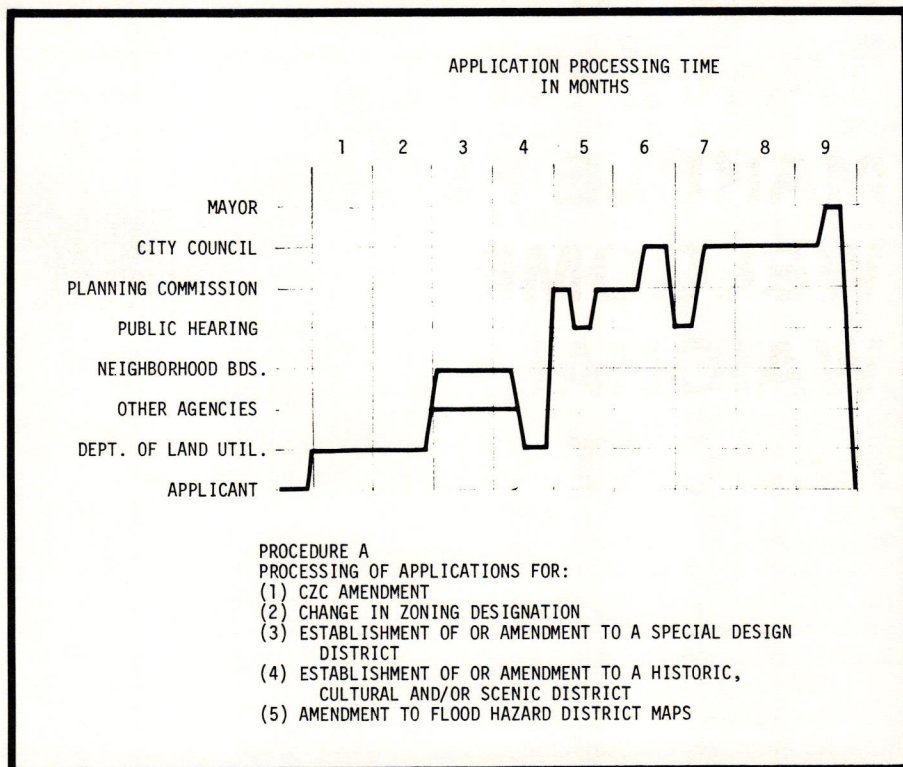 APPLICATION PROCESSING TIME
IN MONTHS
1 2 3 4 5 6 7 8 9
MAYOR
CITY COUNCIL
PLANNING COMMISSION
PUBLIC HEARING
NEIGHBORHOOD BDS.
OTHER AGENCIES
DEPT. OF LAND UTIL.
APPLICANT
PROCEDURE A
PROCESSING OF APPLICATIONS FOR:
(1) CZC AMENDMENT
(2) CHANGE IN ZONING DESIGNATION
(3) ESTABLISHMENT OF OR AMENDMENT TO A SPECIAL DESIGN
DISTRICT
(4) ESTABLISHMENT OF OR AMENDMENT TO A HISTORIC,
CULTURAL AND/OR SCENIC DISTRICT
(5) AMENDMENT TO FLOOD HAZARD DISTRICT MAPS